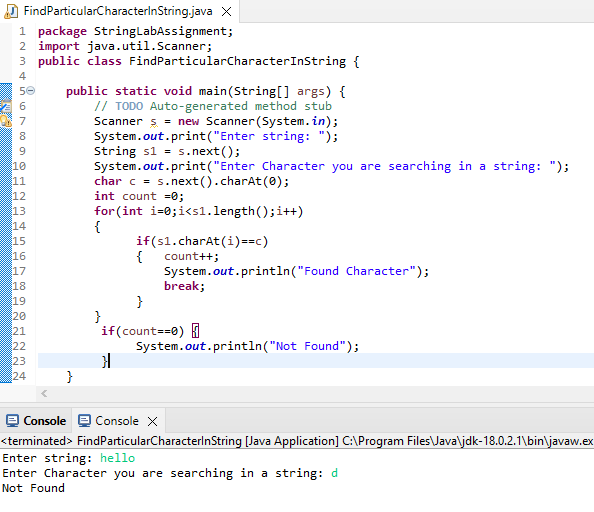 FindParticularCharacterInString.java
1 package StringLabAssignment;
2 import java.util.Scanner;
3 public class FindParticularCharacterInString {
4
5 public static void main(String[] args) {
6 // TODO Auto-generated method stub
7 Scanner s = new Scanner(System.in);
8 System.out.print("Enter string: ");
9 String s1 = s.next();
10 System.out.print("Enter Character you are searching in a string: ");
11 char c = s.next().charAt(0);
12 int count =0;
13 for(int i=0;i<s1.length();i++)
14 {
15 if(s1.charAt(i)==c)
16 { count++;
17 System.out.println("Found Character");
18 break;
19 }
20 }
21 if(count==0) {
22 System.out.println("Not Found");
23 }
24 }
Console Console
<terminated> FindParticularCharacterInString [Java Application] C:\Program Files\Java\jdk-18.0.2.1\bin\javaw.ex
Enter string: hello
Enter Character you are searching in a string: d
Not Found